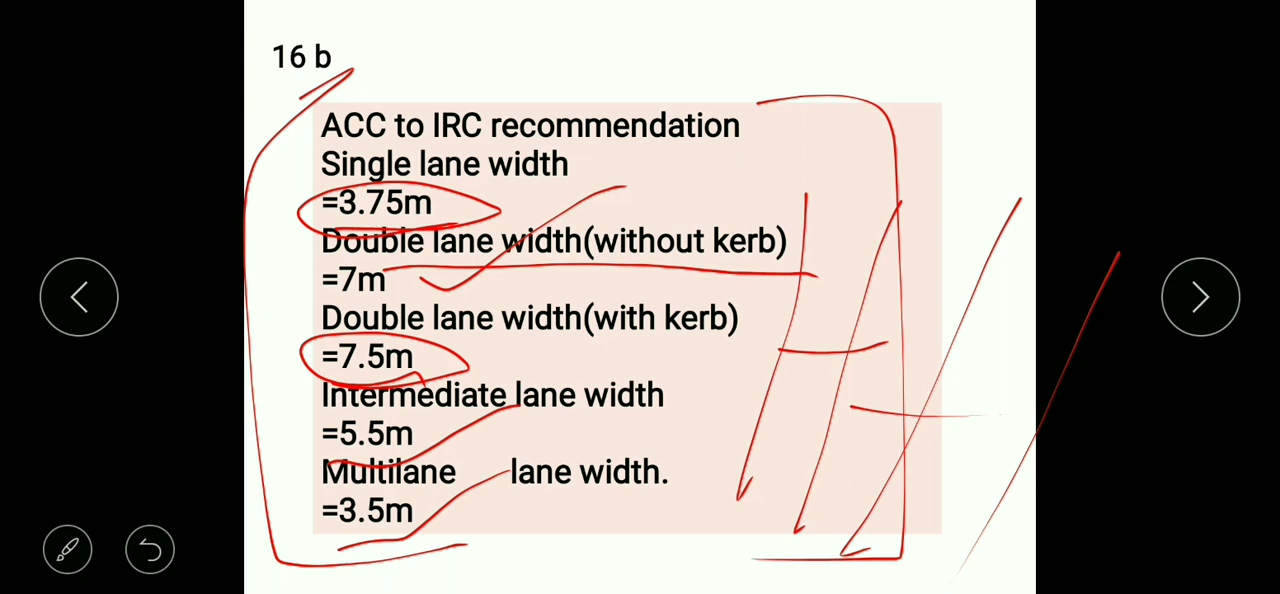 16 b
ACC to IRC recommendation
Single lane width
=3.75m
Double lane width(without kerb)
=7m
Double lane width(with kerb)
=7.5m
Intermediate lane width
=5.5m
Multilane lane width.
=3.5m